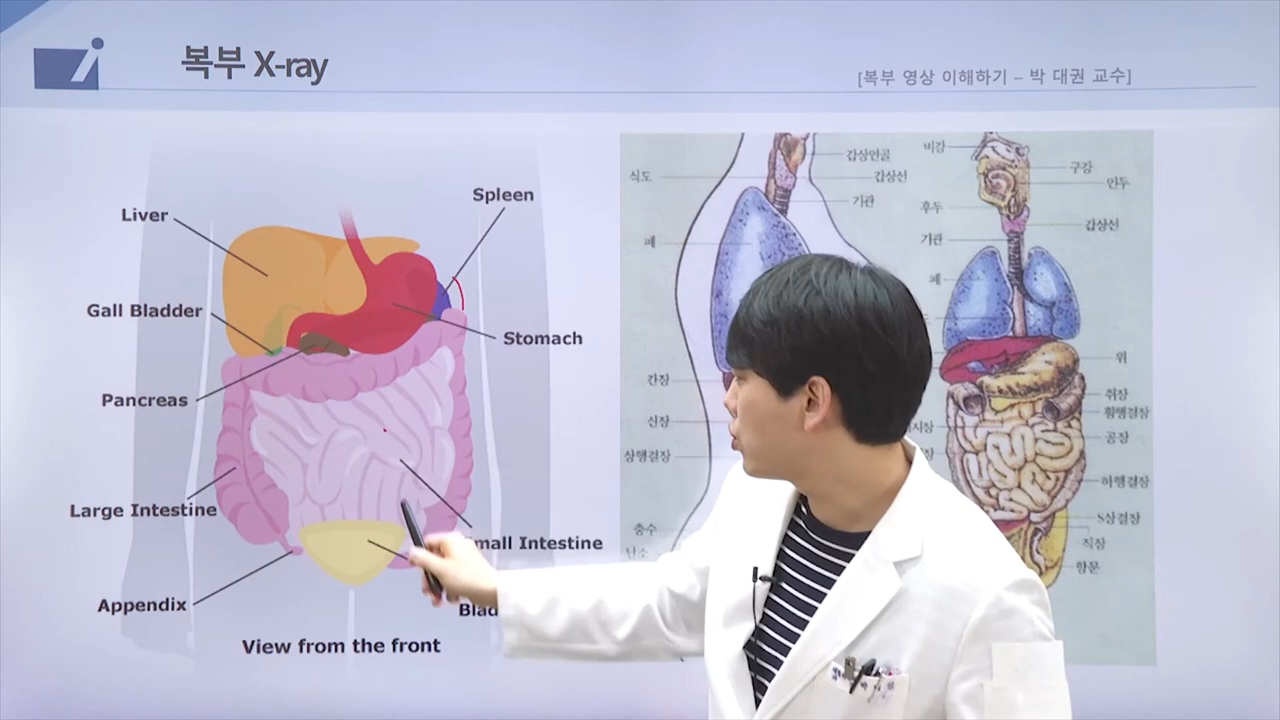 복부 X-ray
[복부 영상 이해하기 – 박 대권 교수]
Liver
Spleen
Gall Bladder
Stomach
Pancreas
Large Intestine
Small Intestine
Appendix
Blad
View from the front
갑상연골
식도
갑상선
기관
폐
간장
신장
상행결장
충수
난소
비강
구강
인두
후두
갑상선
기관
폐
위
취장
횡행결장
공장
하행결장
S상결장
직장
항문